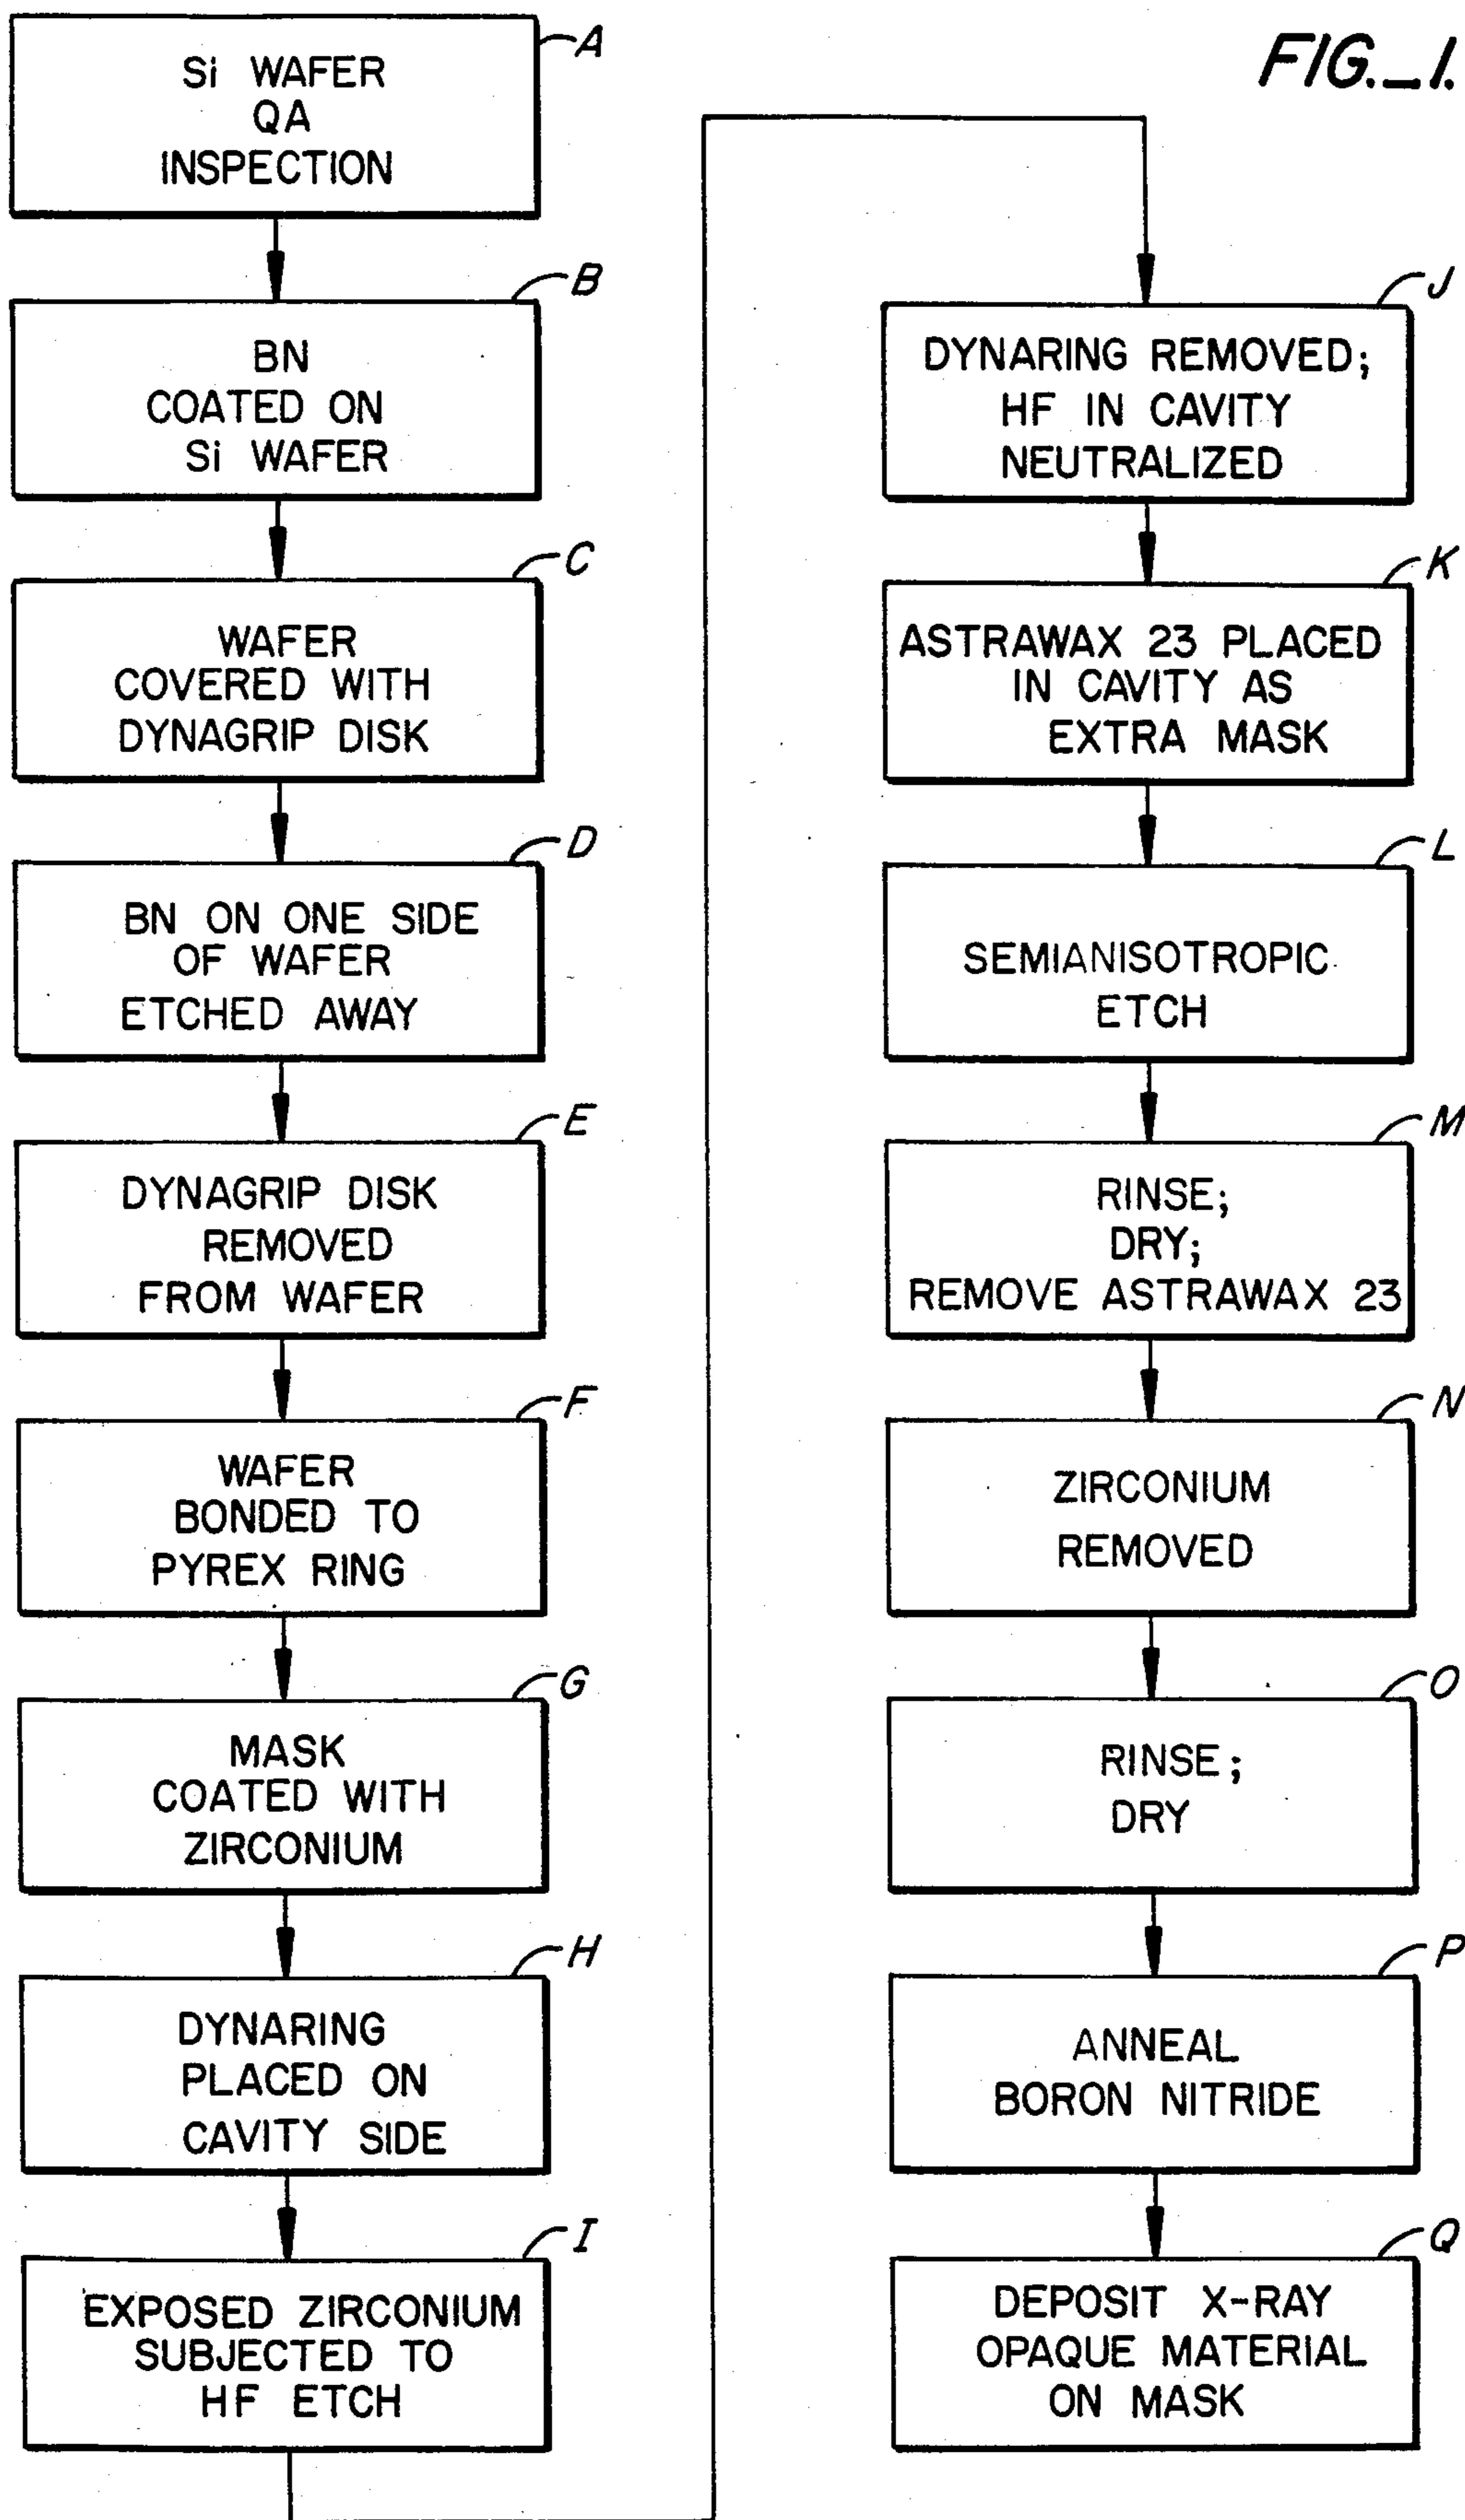 FIG._1.
A
Si WAFER
QA
INSPECTION
B
BN
COATED ON
Si WAFER
C
WAFER
COVERED WITH
DYNAGRIP DISK
D
BN ON ONE SIDE
OF WAFER
ETCHED AWAY
E
DYNAGRIP DISK
REMOVED
FROM WAFER
F
WAFER
BONDED TO
PYREX RING
G
MASK
COATED WITH
ZIRCONIUM
H
DYNARING
PLACED ON
CAVITY SIDE
I
EXPOSED ZIRCONIUM
SUBJECTED TO
HF ETCH
J
DYNARING REMOVED;
HF IN CAVITY
NEUTRALIZED
K
ASTRAWAX 23 PLACED
IN CAVITY AS
EXTRA MASK
L
SEMIANISOTROPIC
ETCH
M
RINSE;
DRY;
REMOVE ASTRAWAX 23
N
ZIRCONIUM
REMOVED
O
RINSE;
DRY
P
ANNEAL
BORON NITRIDE
Q
DEPOSIT X-RAY
OPAQUE MATERIAL
ON MASK